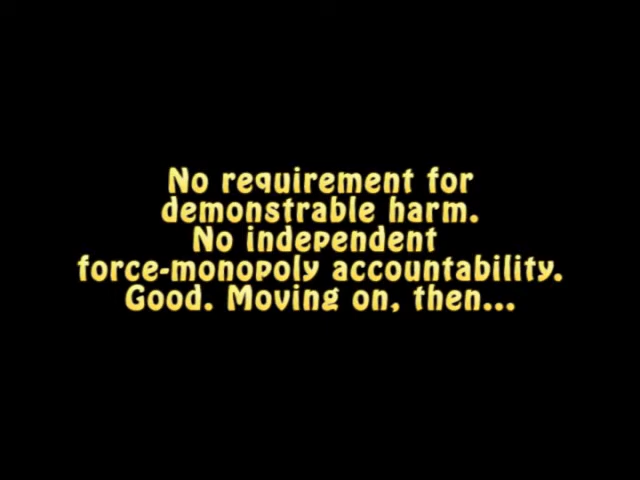 No requirement for
demonstrable harm.
No independent
force-monopoly accountability.
Good. Moving on, then...